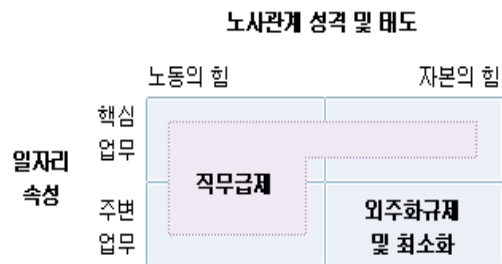 노사관계 성격 및 태도
노동의 힘 자본의 힘
핵심
업무
일자리
속성
직무급제
주변
업무
외주화규제
및 최소화